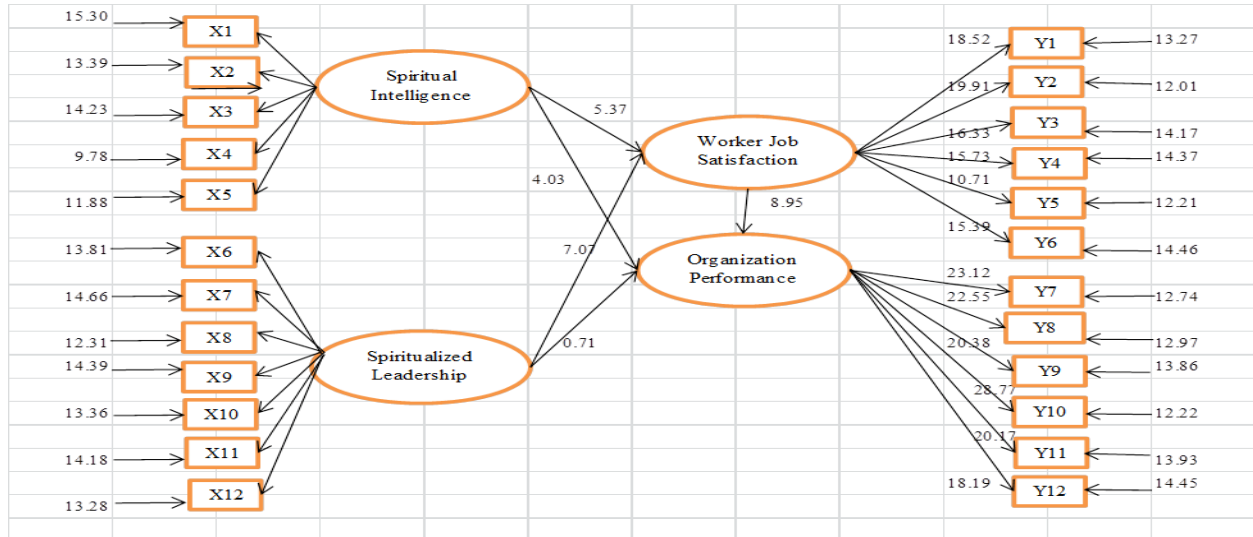 15.30
X1
13.39
X2
14.23
X3
9.78
X4
11.88
X5
13.81
X6
14.66
X7
12.31
X8
14.39
X9
13.36
X10
14.18
X11
13.28
X12
Spiritual
Intelligence
Spiritualized
Leadership
5.37
4.03
7.07
0.71
Worker Job
Satisfaction
8.95
Organization
Performance
18.52
19.91
16.33
15.73
10.71
15.39
23.12
22.55
20.38
28.77
20.17
18.19
Y1
13.27
Y2
12.01
Y3
14.17
Y4
14.37
Y5
12.21
Y6
14.46
Y7
12.74
Y8
12.97
Y9
13.86
Y10
12.22
Y11
13.93
Y12
14.45